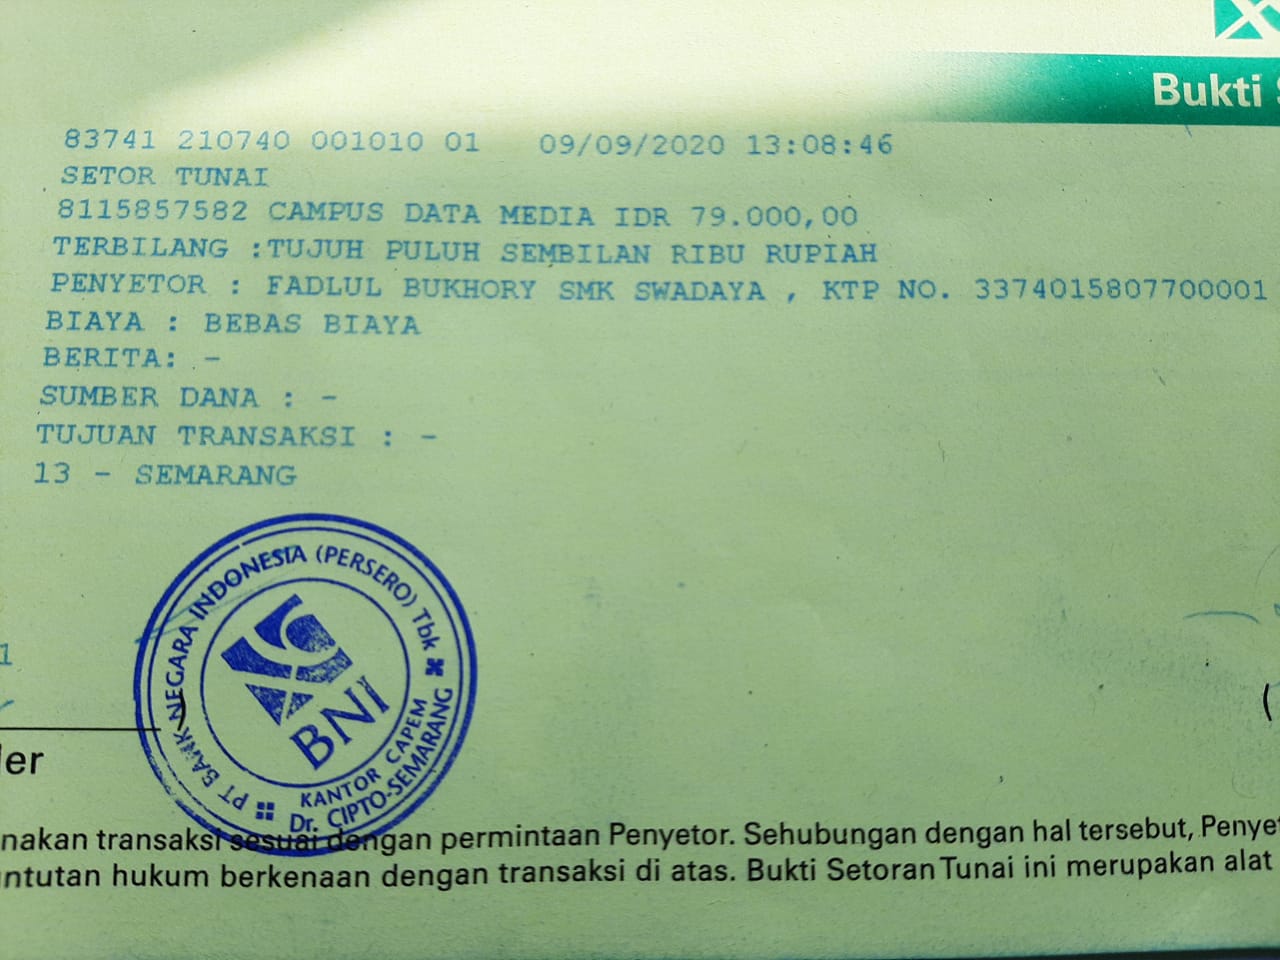 Bukti
83741 210740 001010 01 09/09/2020 13:08:46
SETOR TUNAI
8115857582 CAMPUS DATA MEDIA IDR 79.000,00
TERBILANG :TUJUH PULUH SEMBILAN RIBU RUPIAH
PENYETOR : FADLUL BUKHORY SMK SWADAYA , KTP NO. 3374015807700001
BIAYA : BEBAS BIAYA
BERITA: -
SUMBER DANA : -
TUJUAN TRANSAKSI : -
13 - SEMARANG
PT BANK NEGARA INDONESIA (PERSERO) Tbk
BNI
KANTOR CAPEM
Dr. CIPTO-SEMARANG
1
ler
(
nakan transaksi sesuai dengan permintaan Penyetor. Sehubungan dengan hal tersebut, Penyet
ntutan hukum berkenaan dengan transaksi di atas. Bukti Setoran Tunai ini merupakan alat